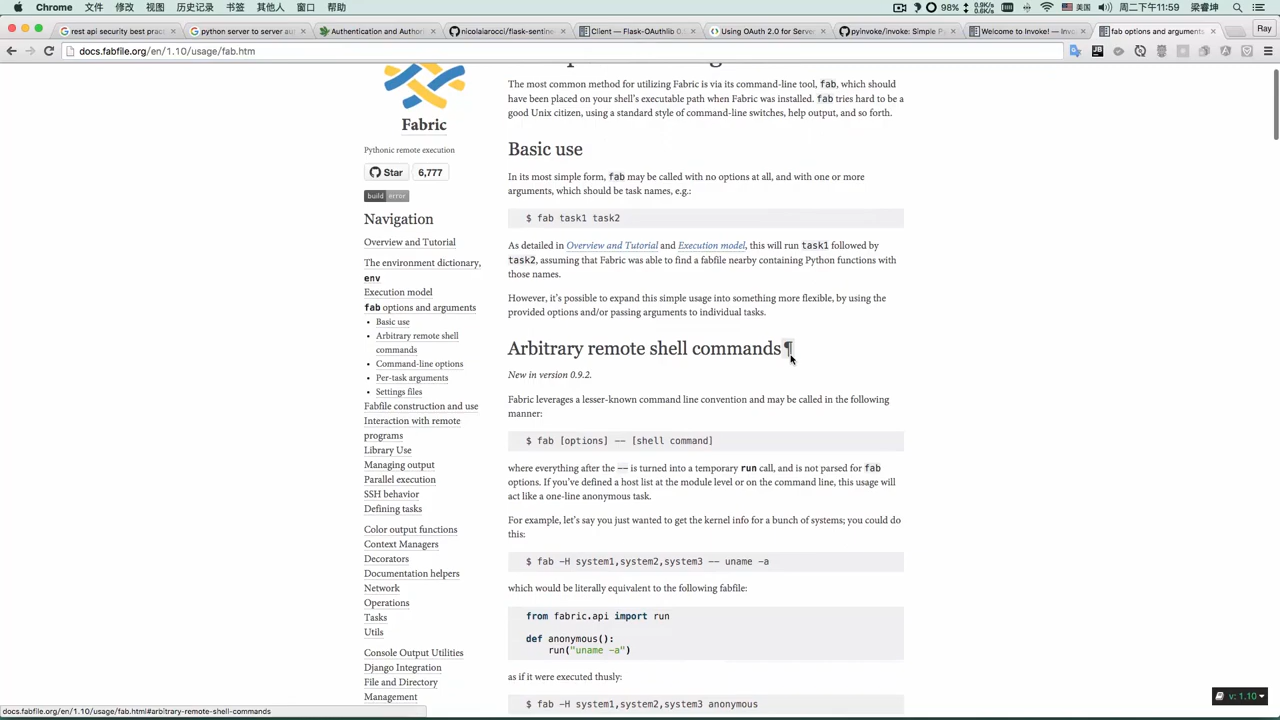 Chrome 文件 修改 视图 历史记录 书签 其他人 窗口 帮助
98% 美国 周二下午11:59 梁睿坤
rest api security best prac
python server to server au
Authentication and Author
nicolaiarocci/flask-sentine
Client — Flask-OAuthlib 0.
Using OAuth 2.0 for Server
pyinvoke/invoke: Simple P
Welcome to Invoke! — Inv
fab options and arguments
Ray
docs.fabfile.org/en/1.10/usage/fab.htm
Fabric
Pythonic remote execution
Star 6,777
build error
Navigation
Overview and Tutorial
The environment dictionary,
env
Execution model
fab options and arguments
• Basic use
• Arbitrary remote shell
commands
• Command-line options
• Per-task arguments
• Settings files
Fabfile construction and use
Interaction with remote
programs
Library Use
Managing output
Parallel execution
SSH behavior
Defining tasks
Color output functions
Context Managers
Decorators
Documentation helpers
Network
Operations
Tasks
Utils
Console Output Utilities
Django Integration
File and Directory
Management
The most common method for utilizing Fabric is via its command-line tool, fab, which should
have been placed on your shell's executable path when Fabric was installed. fab tries hard to be a
good Unix citizen, using a standard style of command-line switches, help output, and so forth.
Basic use
In its most simple form, fab may be called with no options at all, and with one or more
arguments, which should be task names, e.g.:
$ fab task1 task2
As detailed in Overview and Tutorial and Execution model, this will run task1 followed by
task2, assuming that Fabric was able to find a fabfile nearby containing Python functions with
those names.
However, it's possible to expand this simple usage into something more flexible, by using the
provided options and/or passing arguments to individual tasks.
Arbitrary remote shell commands¶
New in version 0.9.2.
Fabric leverages a lesser-known command line convention and may be called in the following
manner:
$ fab [options] -- [shell command]
where everything after the -- is turned into a temporary run call, and is not parsed for fab
options. If you've defined a host list at the module level or on the command line, this usage will
act like a one-line anonymous task.
For example, let's say you just wanted to get the kernel info for a bunch of systems; you could do
this:
$ fab -H system1,system2,system3 -- uname -a
which would be literally equivalent to the following fabfile:
from fabric.api import run
def anonymous():
run("uname -a")
as if it were executed thusly:
$ fab -H system1,system2,system3 anonymous
docs.fabfile.org/en/1.10/usage/fab.html#arbitrary-remote-shell-commands
v: 1.10